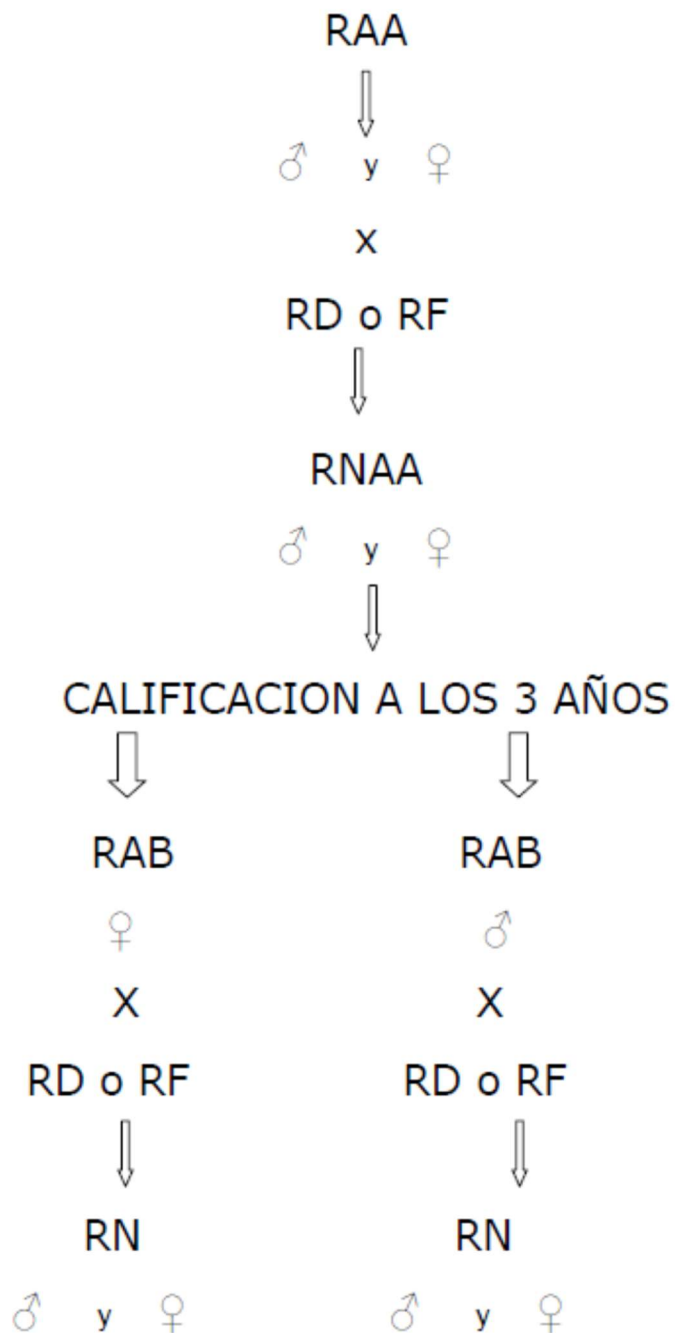 RAA
♂ y ♀
X
RD o RF
RNAA
♂ y ♀
CALIFICACION A LOS 3 AÑOS
RAB RAB
♀ ♂
X X
RD o RF RD o RF
RN RN
♂ y ♀ ♂ y ♀